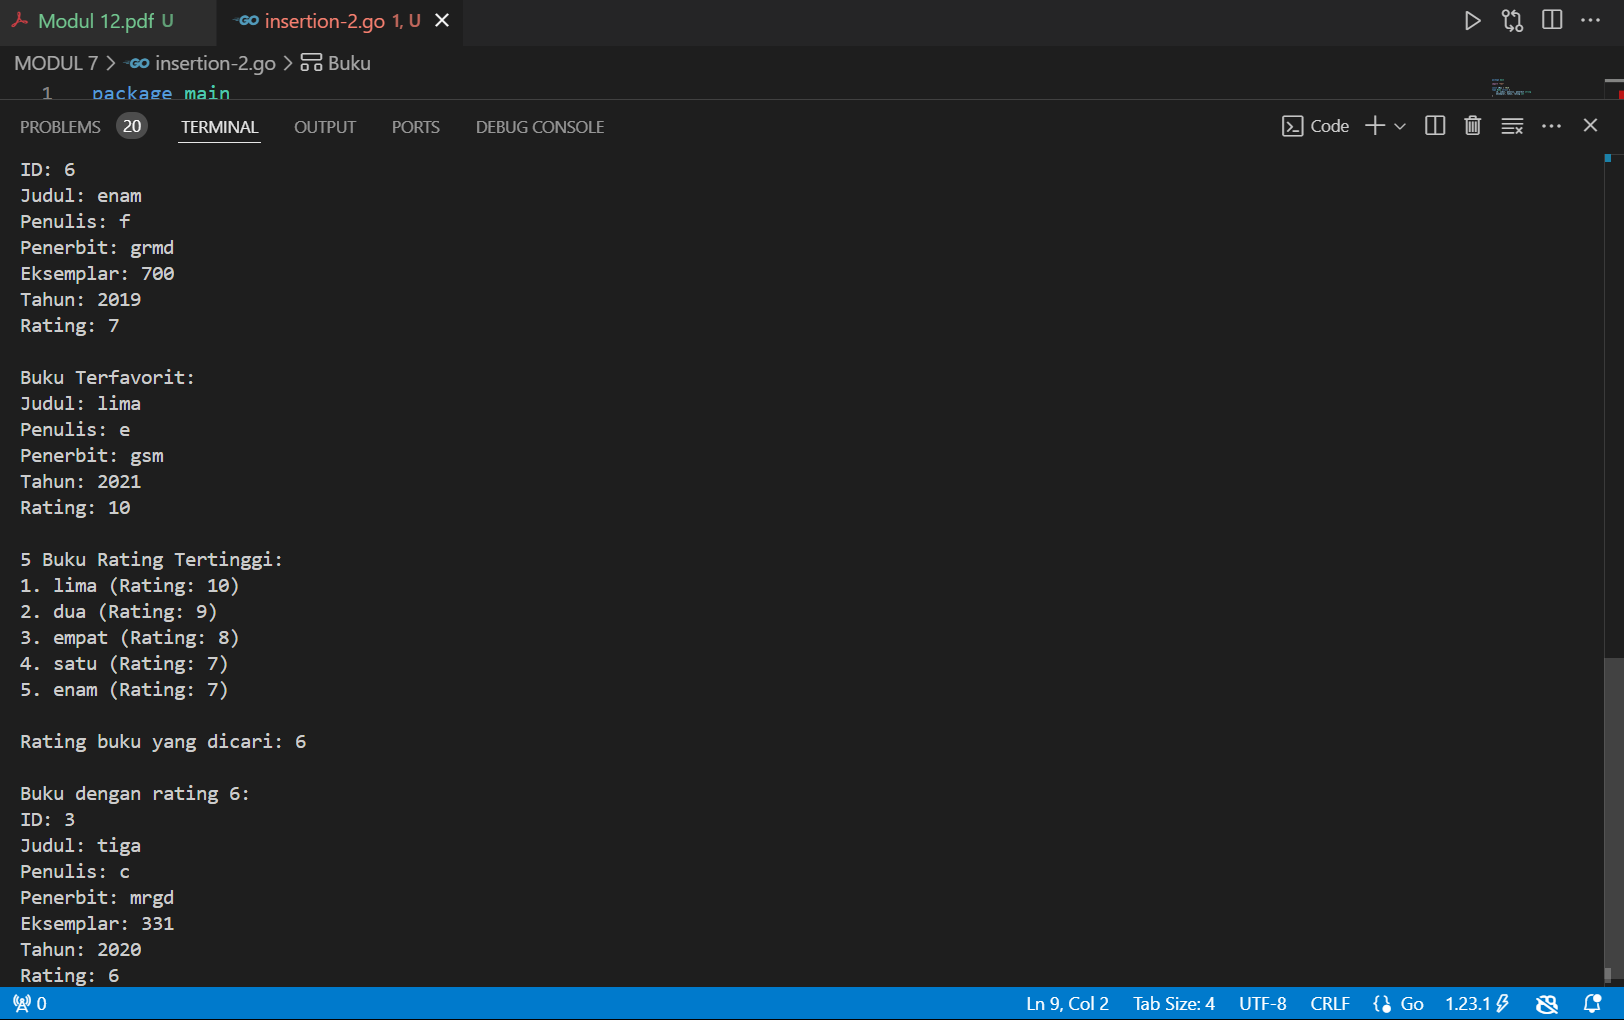 Modul 12.pdf U
GO insertion-2.go 1, U
MODUL 7 > GO insertion-2.go > Buku
1 package main
PROBLEMS 20 TERMINAL OUTPUT PORTS DEBUG CONSOLE Code
ID: 6
Judul: enam
Penulis: f
Penerbit: grmd
Eksemplar: 700
Tahun: 2019
Rating: 7
Buku Terfavorit:
Judul: lima
Penulis: e
Penerbit: gsm
Tahun: 2021
Rating: 10
5 Buku Rating Tertinggi:
1. lima (Rating: 10)
2. dua (Rating: 9)
3. empat (Rating: 8)
4. satu (Rating: 7)
5. enam (Rating: 7)
Rating buku yang dicari: 6
Buku dengan rating 6:
ID: 3
Judul: tiga
Penulis: c
Penerbit: mrgd
Eksemplar: 331
Tahun: 2020
Rating: 6
0 Ln 9, Col 2 Tab Size: 4 UTF-8 CRLF {} Go 1.23.1